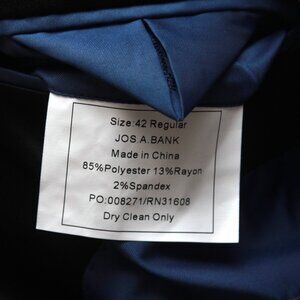 Size:42 Regular
JOS.A.BANK
Made in China
85%Polyester 13%Rayon
2%Spandex
PO:008271/RN31608
Dry Clean Only